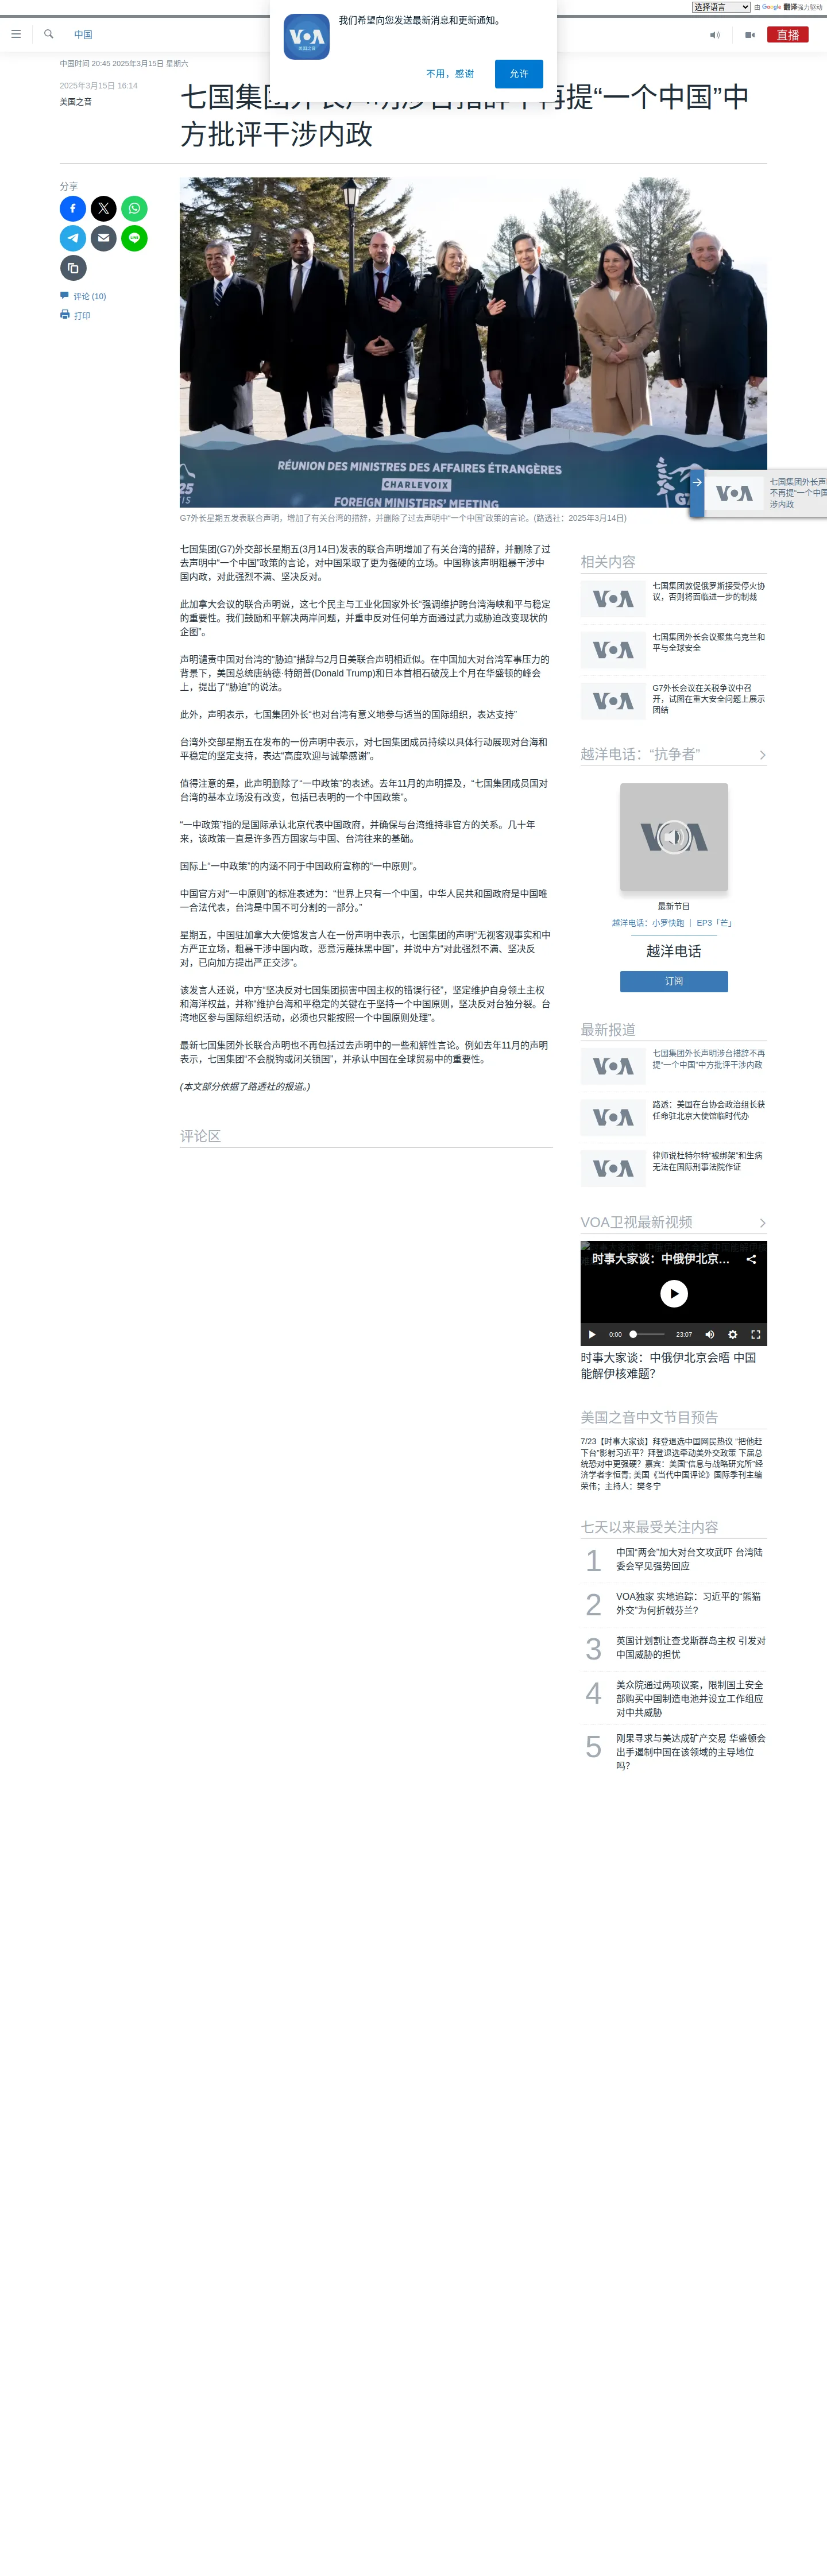 选择语言 由 Google 翻译强力驱动
我们希望向您发送最新消息和更新通知。
VOA
美国之音
不用，感谢
允许
中国
直播
中国时间 20:45 2025年3月15日 星期六
2025年3月15日 16:14
美国之音
七国集团外长声明涉台措辞不再提“一个中国”中
方批评干涉内政
分享
评论 (10)
打印
RÉUNION DES MINISTRES DES AFFAIRES ÉTRANGÈRES
CHARLEVOIX
FOREIGN MINISTERS' MEETING
G7外长星期五发表联合声明，增加了有关台湾的措辞，并删除了过去声明中“一个中国”政策的言论。(路透社：2025年3月14日)
VOA
七国集团外长声
不再提“一个中国
涉内政
七国集团(G7)外交部长星期五(3月14日)发表的联合声明增加了有关台湾的措辞，并删除了过
去声明中“一个中国”政策的言论，对中国采取了更为强硬的立场。中国称该声明粗暴干涉中
国内政，对此强烈不满、坚决反对。
此加拿大会议的联合声明说，这七个民主与工业化国家外长“强调维护跨台湾海峡和平与稳定
的重要性。我们鼓励和平解决两岸问题，并重申反对任何单方面通过武力或胁迫改变现状的
企图”。
声明谴责中国对台湾的“胁迫”措辞与2月日美联合声明相近似。在中国加大对台湾军事压力的
背景下，美国总统唐纳德·特朗普(Donald Trump)和日本首相石破茂上个月在华盛顿的峰会
上，提出了“胁迫”的说法。
此外，声明表示，七国集团外长“也对台湾有意义地参与适当的国际组织，表达支持”
台湾外交部星期五在发布的一份声明中表示，对七国集团成员持续以具体行动展现对台海和
平稳定的坚定支持，表达“高度欢迎与诚挚感谢”。
值得注意的是，此声明删除了“一中政策”的表述。去年11月的声明提及，“七国集团成员国对
台湾的基本立场没有改变，包括已表明的一个中国政策”。
“一中政策”指的是国际承认北京代表中国政府，并确保与台湾维持非官方的关系。几十年
来，该政策一直是许多西方国家与中国、台湾往来的基础。
国际上“一中政策”的内涵不同于中国政府宣称的“一中原则”。
中国官方对“一中原则”的标准表述为：“世界上只有一个中国，中华人民共和国政府是中国唯
一合法代表，台湾是中国不可分割的一部分。”
星期五，中国驻加拿大大使馆发言人在一份声明中表示，七国集团的声明“无视客观事实和中
方严正立场，粗暴干涉中国内政，恶意污蔑抹黑中国”，并说中方“对此强烈不满、坚决反
对，已向加方提出严正交涉”。
该发言人还说，中方“坚决反对七国集团损害中国主权的错误行径”，坚定维护自身领土主权
和海洋权益，并称“维护台海和平稳定的关键在于坚持一个中国原则，坚决反对台独分裂。台
湾地区参与国际组织活动，必须也只能按照一个中国原则处理”。
最新七国集团外长联合声明也不再包括过去声明中的一些和解性言论。例如去年11月的声明
表示，七国集团“不会脱钩或闭关锁国”，并承认中国在全球贸易中的重要性。
(本文部分依据了路透社的报道。)
评论区
相关内容
VOA
七国集团敦促俄罗斯接受停火协
议，否则将面临进一步的制裁
VOA
七国集团外长会议聚焦乌克兰和
平与全球安全
VOA
G7外长会议在关税争议中召
开，试图在重大安全问题上展示
团结
越洋电话：“抗争者”
VOA
最新节目
越洋电话：小罗快跑 ｜ EP3「芒」
越洋电话
订阅
最新报道
VOA
七国集团外长声明涉台措辞不再
提“一个中国”中方批评干涉内政
VOA
路透：美国在台协会政治组长获
任命驻北京大使馆临时代办
VOA
律师说杜特尔特“被绑架”和生病
无法在国际刑事法院作证
VOA卫视最新视频
时事大家谈：中俄伊北京...
0:00
23:07
时事大家谈：中俄伊北京会晤 中国
能解伊核难题？
美国之音中文节目预告
7/23【时事大家谈】拜登退选中国网民热议 “把他赶
下台”影射习近平？拜登退选牵动美外交政策 下届总
统恐对中更强硬？嘉宾：美国“信息与战略研究所”经
济学者李恒青; 美国《当代中国评论》国际季刊主编
荣伟；主持人：樊冬宁
七天以来最受关注内容
1
中国“两会”加大对台文攻武吓 台湾陆
委会罕见强势回应
2
VOA独家 实地追踪：习近平的“熊猫
外交”为何折戟芬兰?
3
英国计划割让查戈斯群岛主权 引发对
中国威胁的担忧
4
美众院通过两项议案，限制国土安全
部购买中国制造电池并设立工作组应
对中共威胁
5
刚果寻求与美达成矿产交易 华盛顿会
出手遏制中国在该领域的主导地位
吗？